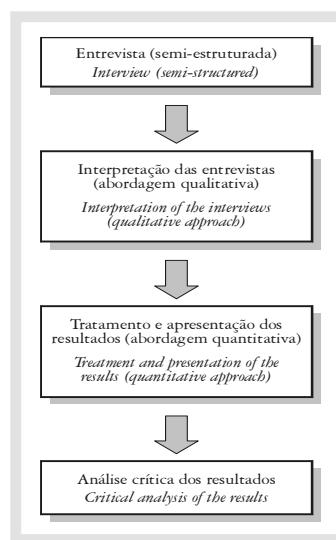 Entrevista (semi-estruturada)
Interview (semi-structured)
Interpretação das entrevistas
(abordagem qualitativa)
Interpretation of the interviews
(qualitative approach)
Tratamento e apresentação dos
resultados (abordagem quantitativa)
Treatment and presentation of the
results (quantitative approach)
Análise crítica dos resultados
Critical analysis of the results